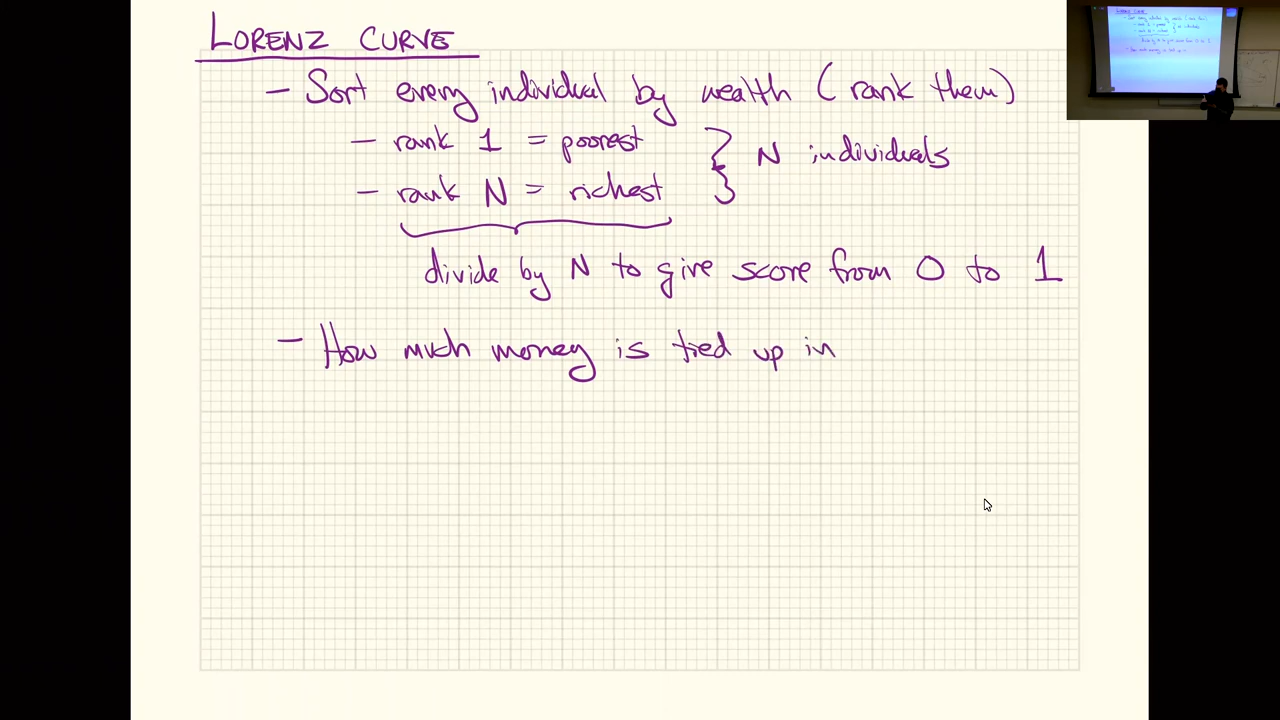 LORENZ CURVE
- Sort every individual by wealth (rank them)
- rank 1 = poorest } N individuals
- rank N = richest
divide by N to give score from 0 to 1
- How much money is tied up in